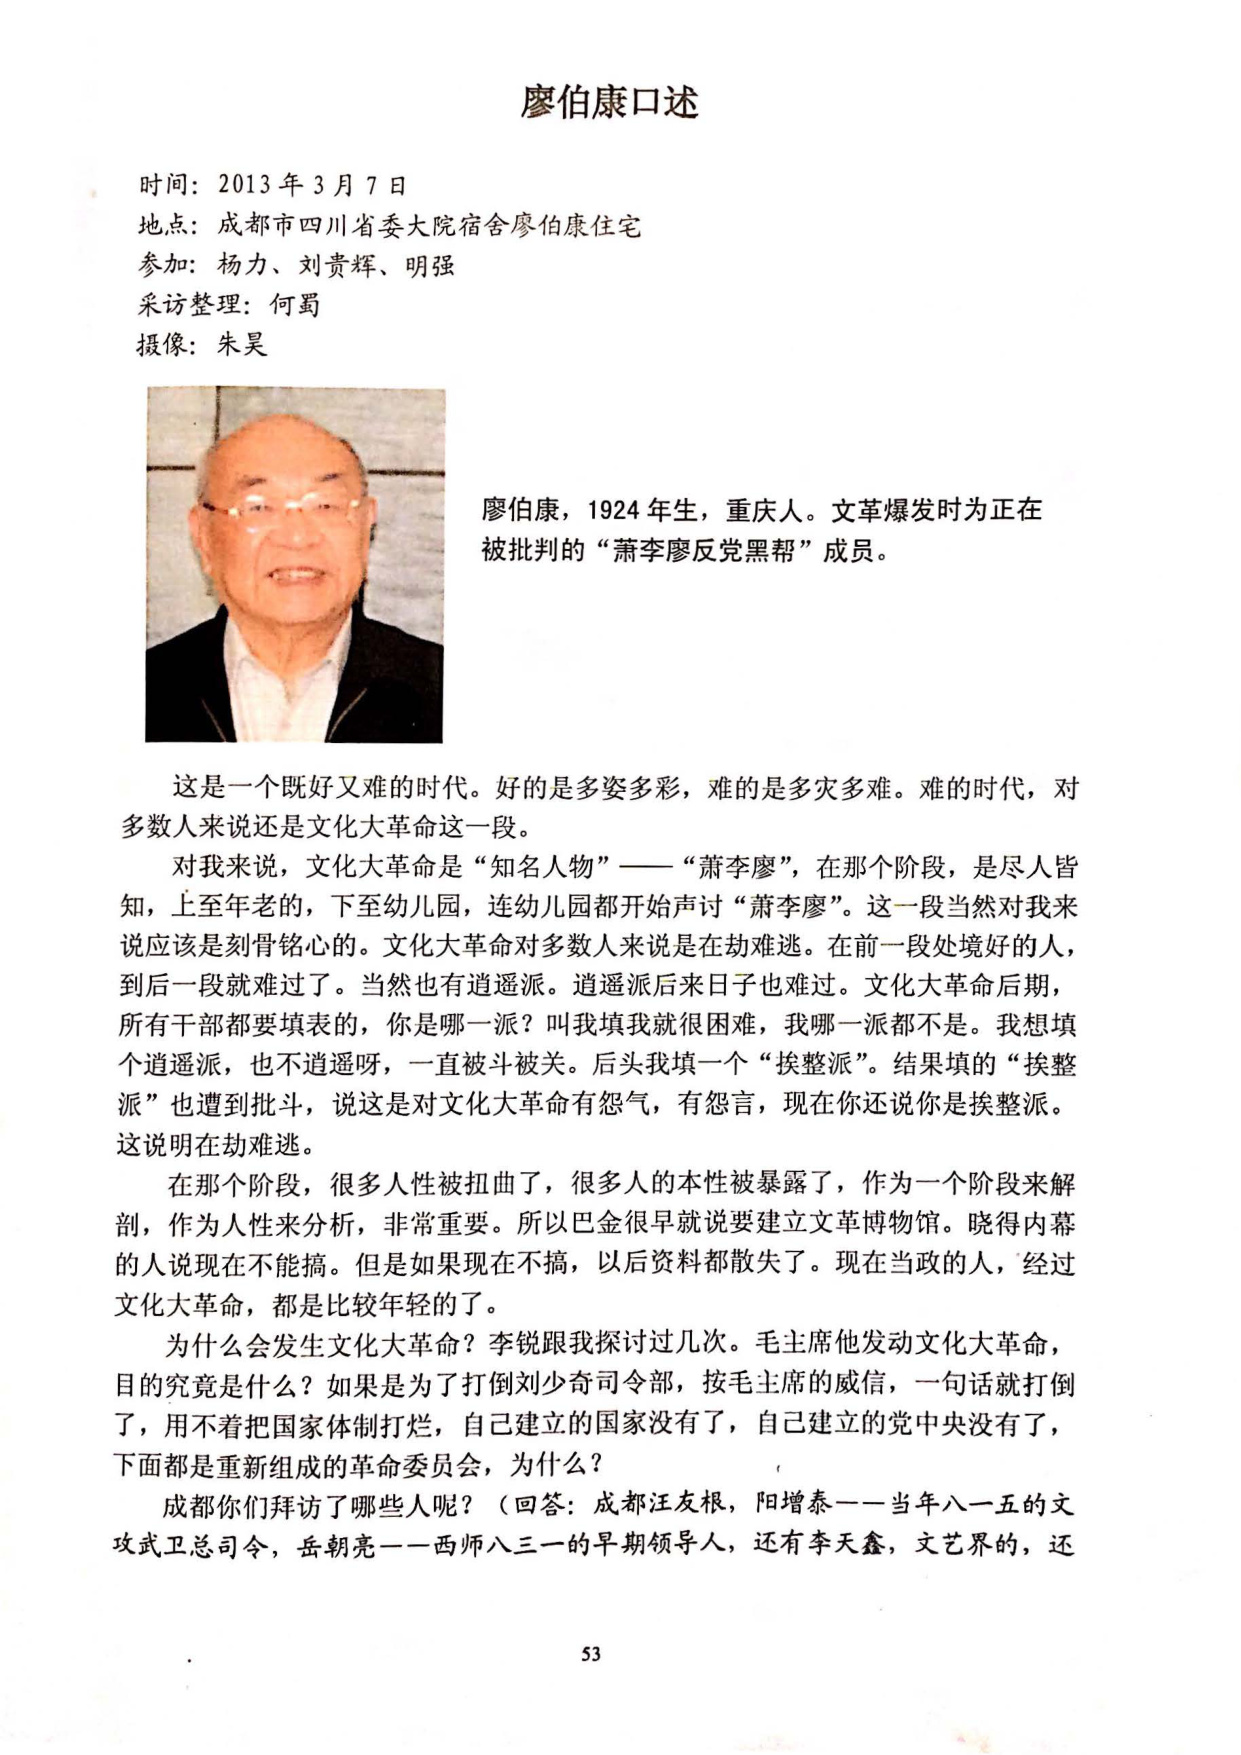 廖伯康口述
时间：2013年3月7日
地点：成都市四川省委大院宿舍廖伯康住宅
参加：杨力、刘贵辉、明强
采访整理：何蜀
摄像：朱昊
廖伯康，1924年生，重庆人。文革爆发时为正在
被批判的“萧李廖反党黑帮”成员。
这是一个既好又难的时代。好的是多姿多彩，难的是多灾多难。难的时代，对
多数人来说还是文化大革命这一段。
对我来说，文化大革命是“知名人物”——“萧李廖”，在那个阶段，是尽人皆
知，上至年老的，下至幼儿园，连幼儿园都开始声讨“萧李廖”。这一段当然对我来
说应该是刻骨铭心的。文化大革命对多数人来说是在劫难逃。在前一段处境好的人，
到后一段就难过了。当然也有逍遥派。逍遥派后来日子也难过。文化大革命后期，
所有干部都要填表的，你是哪一派？叫我填我就很困难，我哪一派都不是。我想填
个逍遥派，也不逍遥呀，一直被斗被关。后头我填一个“挨整派”。结果填的“挨整
派”也遭到批斗，说这是对文化大革命有怨气，有怨言，现在你还说你是挨整派。
这说明在劫难逃。
在那个阶段，很多人性被扭曲了，很多人的本性被暴露了，作为一个阶段来解
剖，作为人性来分析，非常重要。所以巴金很早就说要建立文革博物馆。晓得内幕
的人说现在不能搞。但是如果现在不搞，以后资料都散失了。现在当政的人，经过
文化大革命，都是比较年轻的了。
为什么会发生文化大革命？李锐跟我探讨过几次。毛主席他发动文化大革命，
目的究竟是什么？如果是为了打倒刘少奇司令部，按毛主席的威信，一句话就打倒
了，用不着把国家体制打烂，自己建立的国家没有了，自己建立的党中央没有了，
下面都是重新组成的革命委员会，为什么？
成都你们拜访了哪些人呢？（回答：成都汪友根，阳增泰——当年八一五的文
攻武卫总司令，岳朝亮——西师八三一的早期领导人，还有李天鑫，文艺界的，还
53